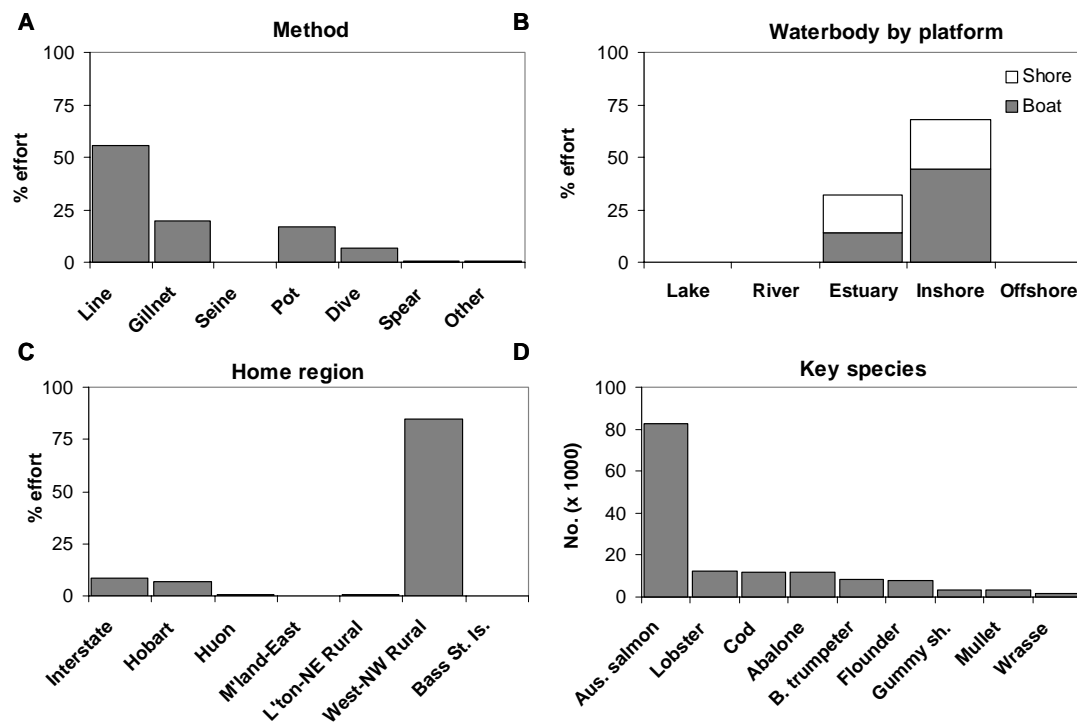 A
Method
100
75
50
25
0
% effort
Line
Gillnet
Seine
Pot
Dive
Spear
Other
B
Waterbody by platform
100
75
50
25
0
% effort
Shore
Boat
Lake
River
Estuary
Inshore
Offshore
C
Home region
100
75
50
25
0
% effort
Interstate
Hobart
Huon
M'land-East
L'ton-NE Rural
West-NW Rural
Bass St. Is.
D
Key species
100
80
60
40
20
0
No. (x 1000)
Aus. salmon
Lobster
Cod
Abalone
B. trumpeter
Flounder
Gummy sh.
Mullet
Wrasse